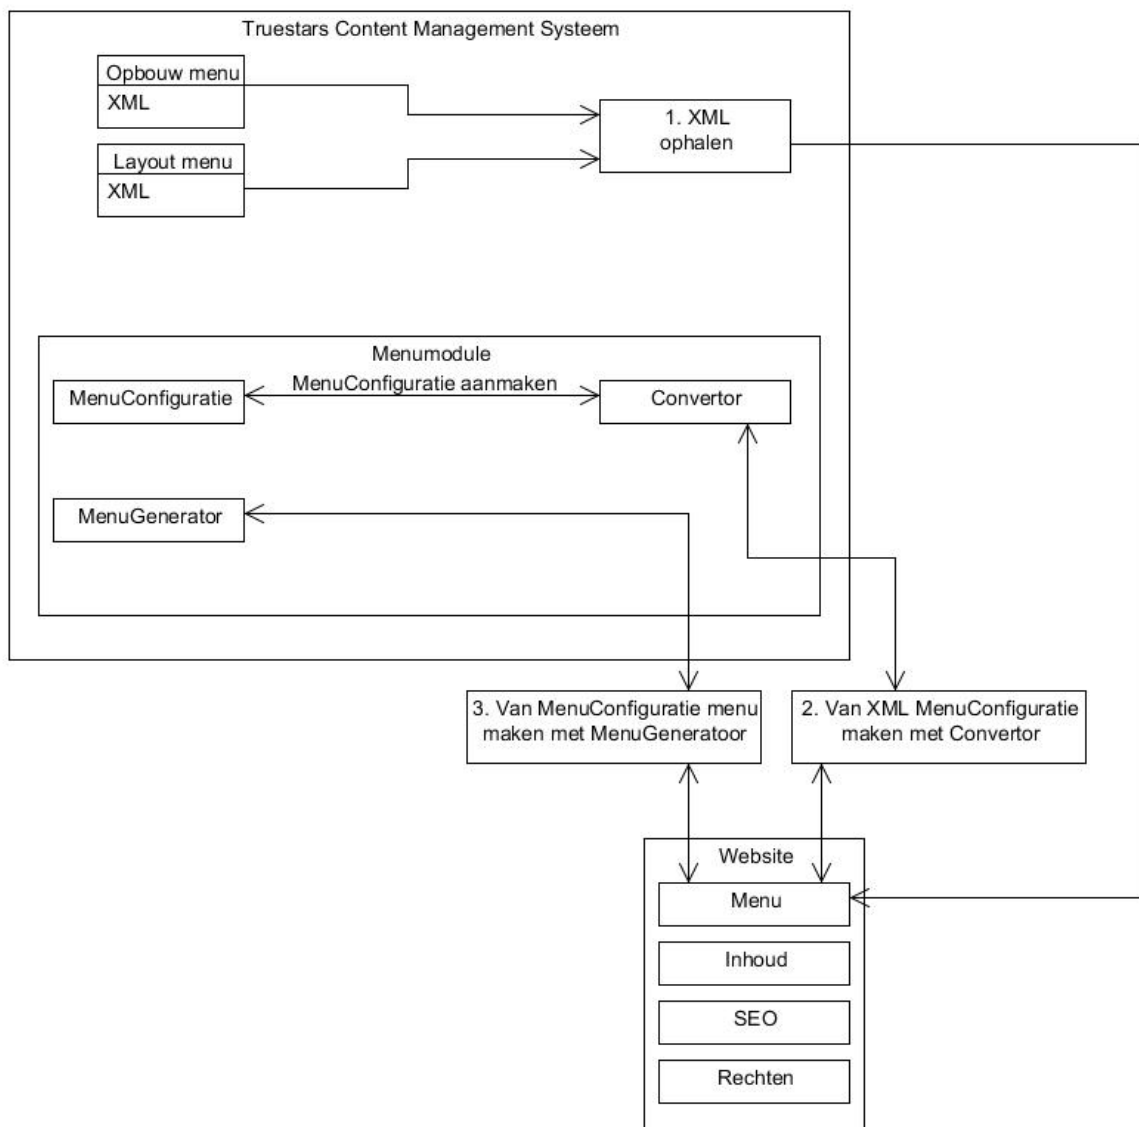 Truestars Content Management Systeem
Opbouw menu
XML
1. XML
ophalen
Layout menu
XML
Menumodule
MenuConfiguratie aanmaken
MenuConfiguratie
Convertor
MenuGenerator
3. Van MenuConfiguratie menu
maken met MenuGeneratoor
2. Van XML MenuConfiguratie
maken met Convertor
Website
Menu
Inhoud
SEO
Rechten